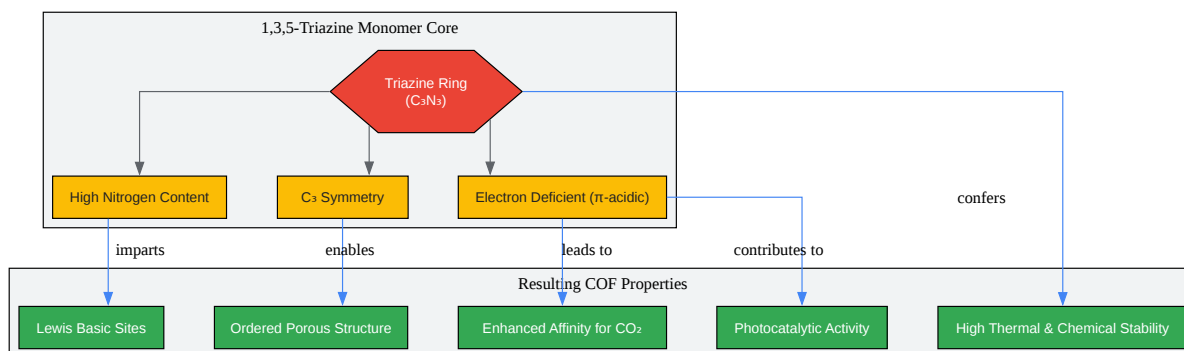 1,3,5-Triazine Monomer Core
Triazine Ring
(C₃N₃)
High Nitrogen Content
C₃ Symmetry
Electron Deficient (π-acidic)
confers
imparts
enables
leads to
contributes to
Resulting COF Properties
Lewis Basic Sites
Ordered Porous Structure
Enhanced Affinity for CO₂
Photocatalytic Activity
High Thermal & Chemical Stability